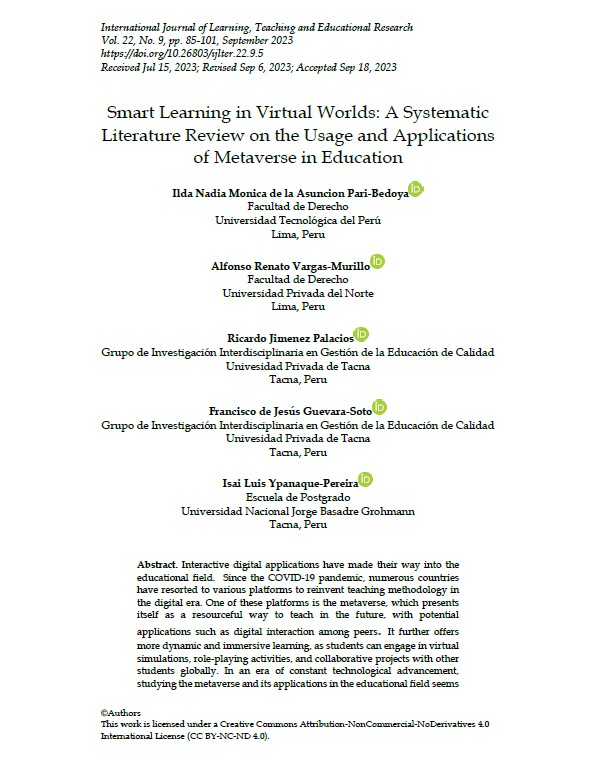 International Journal of Learning, Teaching and Educational Research
Vol. 22, No. 9, pp. 85-101, September 2023
https://doi.org/10.26803/ijlter.22.9.5
Received Jul 15, 2023; Revised Sep 6, 2023; Accepted Sep 18, 2023
Smart Learning in Virtual Worlds: A Systematic
Literature Review on the Usage and Applications
of Metaverse in Education
Ilda Nadia Monica de la Asuncion Pari-Bedoya iD
Facultad de Derecho
Universidad Tecnológica del Perú
Lima, Peru
Alfonso Renato Vargas-Murillo iD
Facultad de Derecho
Universidad Privada del Norte
Lima, Peru
Ricardo Jimenez Palacios iD
Grupo de Investigación Interdisciplinaria en Gestión de la Educación de Calidad
Univesidad Privada de Tacna
Tacna, Peru
Francisco de Jesús Guevara-Soto iD
Grupo de Investigación Interdisciplinaria en Gestión de la Educación de Calidad
Univesidad Privada de Tacna
Tacna, Peru
Isai Luis Ypanaque-Pereira iD
Escuela de Postgrado
Universidad Nacional Jorge Basadre Grohmann
Tacna, Peru
Abstract. Interactive digital applications have made their way into the
educational field. Since the COVID-19 pandemic, numerous countries
have resorted to various platforms to reinvent teaching methodology in
the digital era. One of these platforms is the metaverse, which presents
itself as a resourceful way to teach in the future, with potential
applications such as digital interaction among peers. It further offers
more dynamic and immersive learning, as students can engage in virtual
simulations, role-playing activities, and collaborative projects with other
students globally. In an era of constant technological advancement,
studying the metaverse and its applications in the educational field seems
©Authors
This work is licensed under a Creative Commons Attribution-NonCommercial-NoDerivatives 4.0
International License (CC BY-NC-ND 4.0).